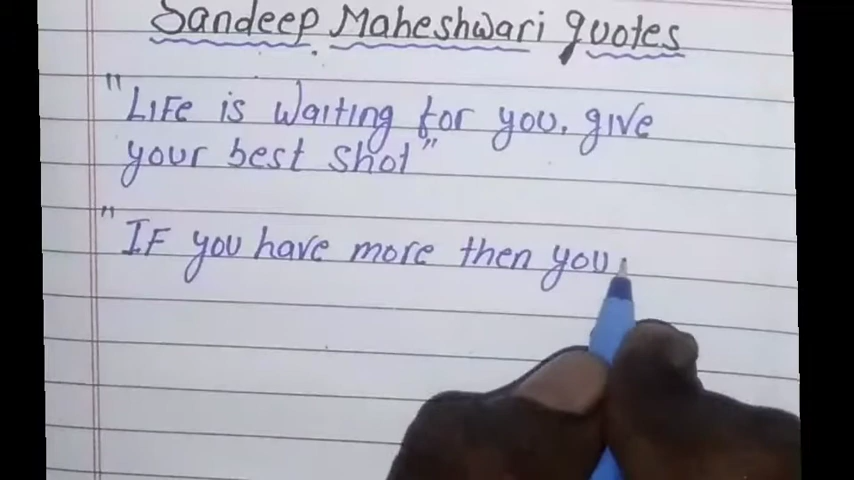 Sandeep Maheshwari quotes
"Life is waiting for you. give
your best shot"
"If you have more then you